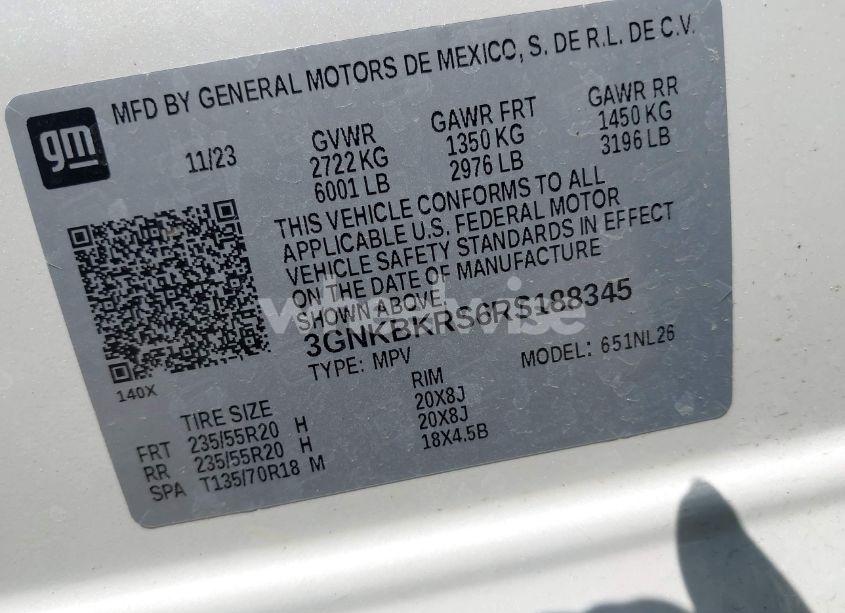 MFD BY GENERAL MOTORS DE MEXICO, S. DE R.L. DE C.V.
gm
11/23
GVWR
2722 KG
6001 LB
GAWR FRT
1350 KG
2976 LB
GAWR RR
1450 KG
3196 LB
THIS VEHICLE CONFORMS TO ALL
APPLICABLE U.S. FEDERAL MOTOR
VEHICLE SAFETY STANDARDS IN EFFECT
ON THE DATE OF MANUFACTURE
SHOWN ABOVE.
3GNKBKRS6RS188345
TYPE: MPV
MODEL: 651NL26
140X
TIRE SIZE
RIM
FRT 235/55R20 H 20X8J
RR 235/55R20 H 20X8J
SPA T135/70R18 M 18X4.5B